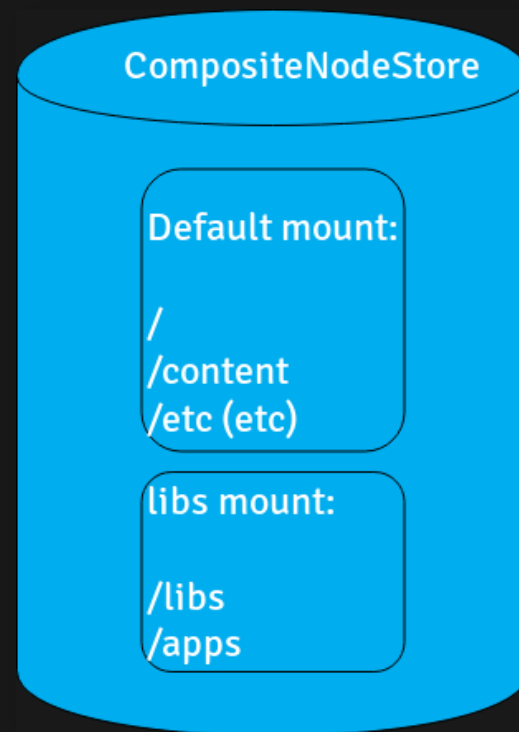 CompositeNodeStore
Default mount:
/
/content
/etc (etc)
libs mount:
/libs
/apps